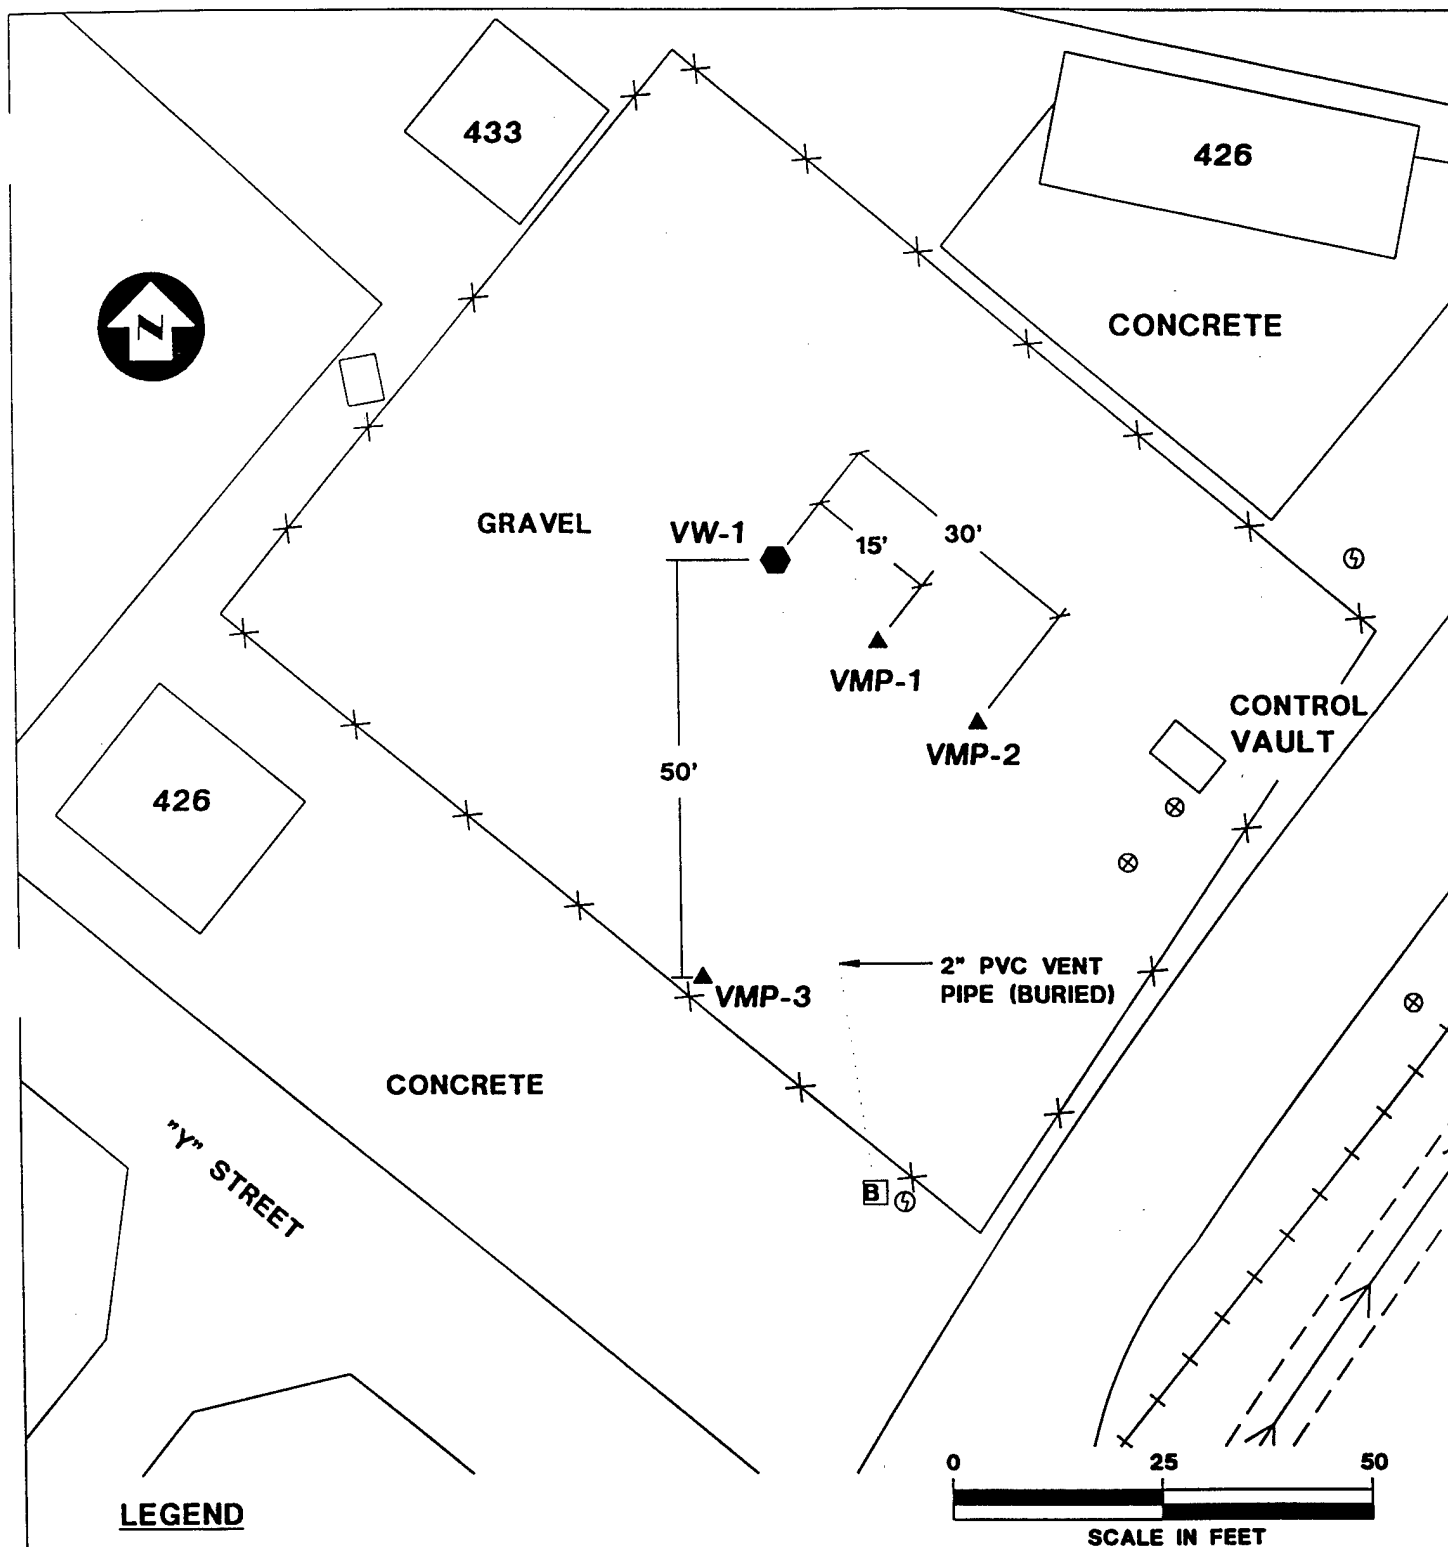 433
426
N
CONCRETE
GRAVEL
VW-1
15'
30'
VMP-1
VMP-2
CONTROL
VAULT
426
50'
2" PVC VENT
PIPE (BURIED)
VMP-3
CONCRETE
"Y" STREET
B
0 25 50
SCALE IN FEET
LEGEND